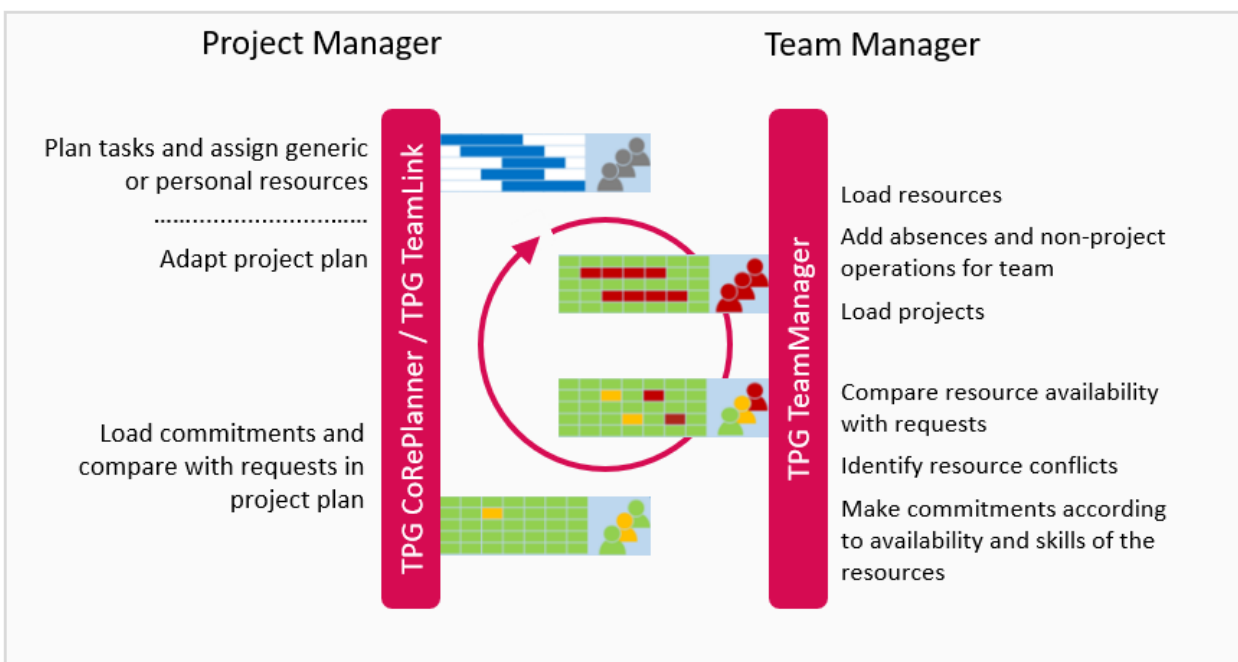 Project Manager
Team Manager
Plan tasks and assign generic
or personal resources
................................
Adapt project plan
Load commitments and
compare with requests in
project plan
TPG CoRePlanner / TPG TeamLink
TPG TeamManager
Load resources
Add absences and non-project
operations for team
Load projects
Compare resource availability
with requests
Identify resource conflicts
Make commitments according
to availability and skills of the
resources